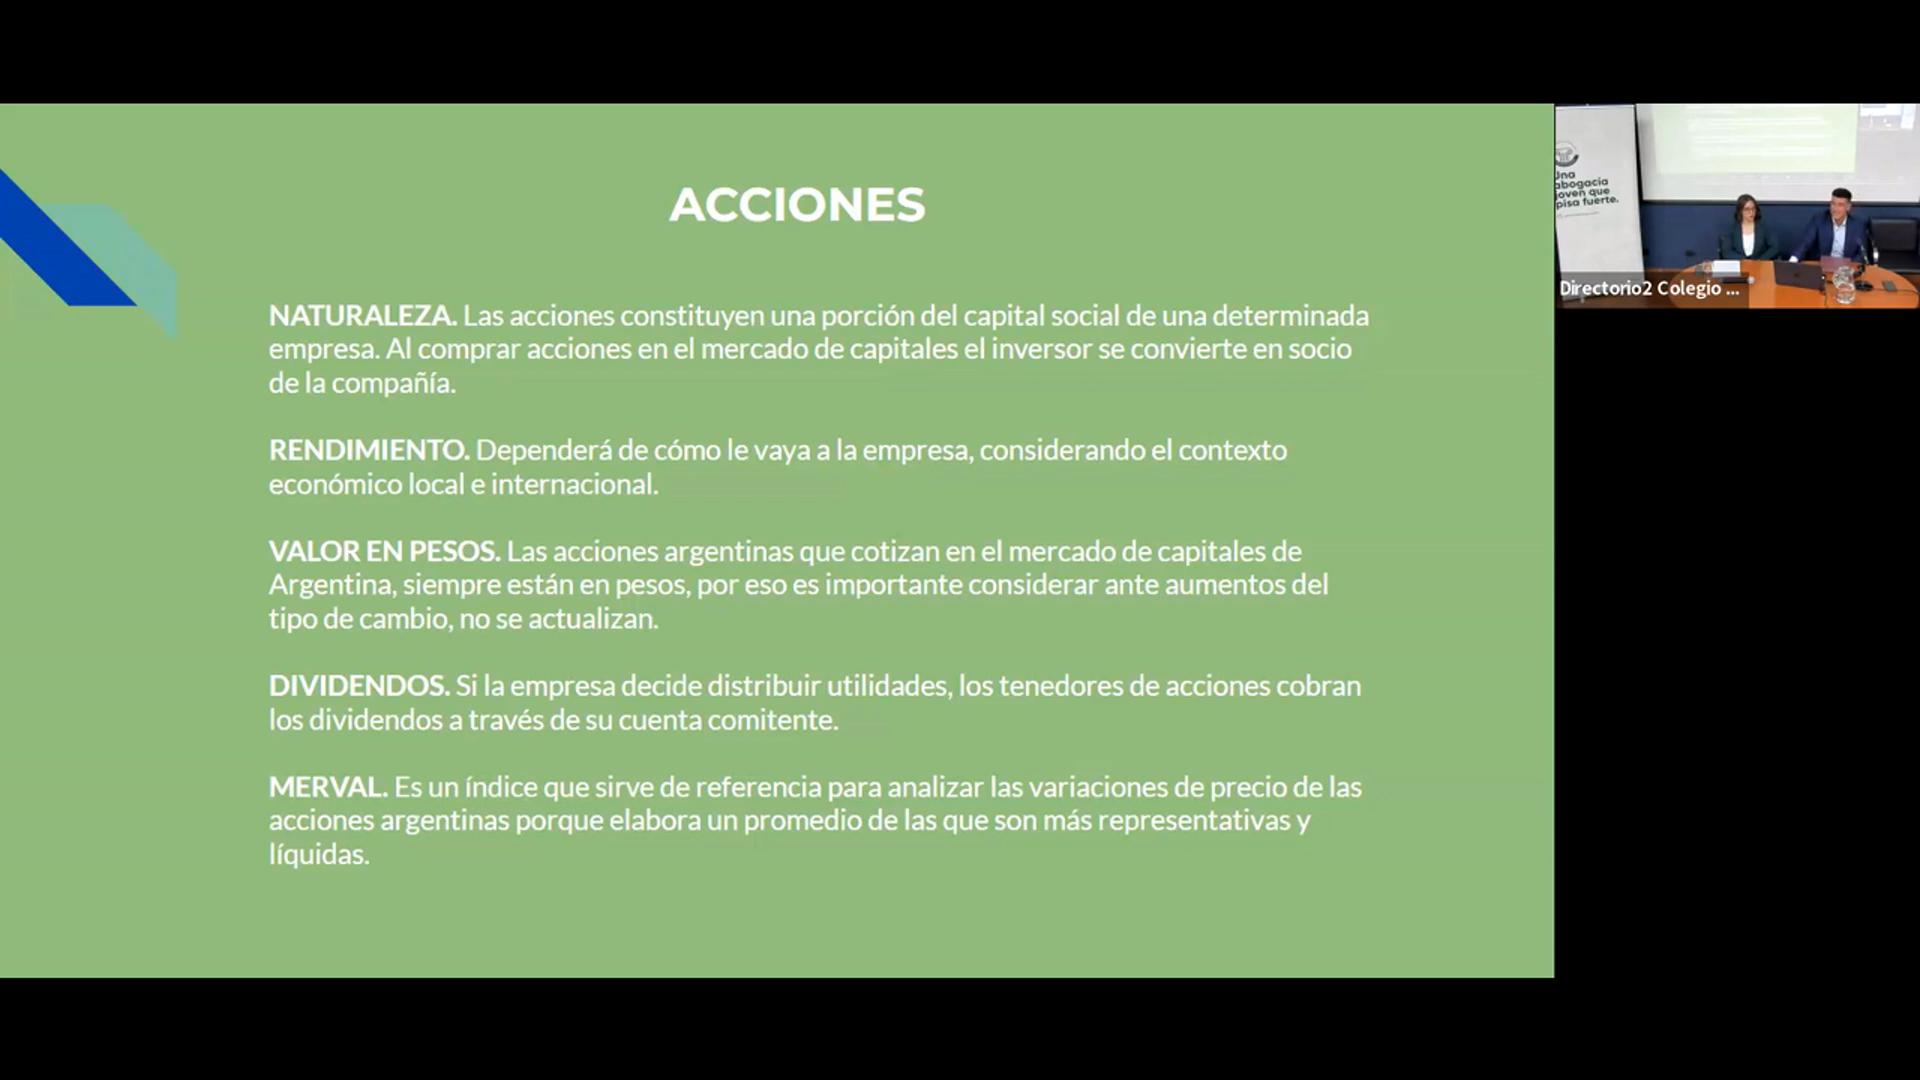 ACCIONES
NATURALEZA. Las acciones constituyen una porción del capital social de una determinada
empresa. Al comprar acciones en el mercado de capitales el inversor se convierte en socio
de la compañía.
RENDIMIENTO. Dependerá de cómo le vaya a la empresa, considerando el contexto
económico local e internacional.
VALOR EN PESOS. Las acciones argentinas que cotizan en el mercado de capitales de
Argentina, siempre están en pesos, por eso es importante considerar ante aumentos del
tipo de cambio, no se actualizan.
DIVIDENDOS. Si la empresa decide distribuir utilidades, los tenedores de acciones cobran
los dividendos a través de su cuenta comitente.
MERVAL. Es un índice que sirve de referencia para analizar las variaciones de precio de las
acciones argentinas porque elabora un promedio de las que son más representativas y
líquidas.
Una
abogacía
joven que
pisa fuerte.
Directorio2 Colegio ...